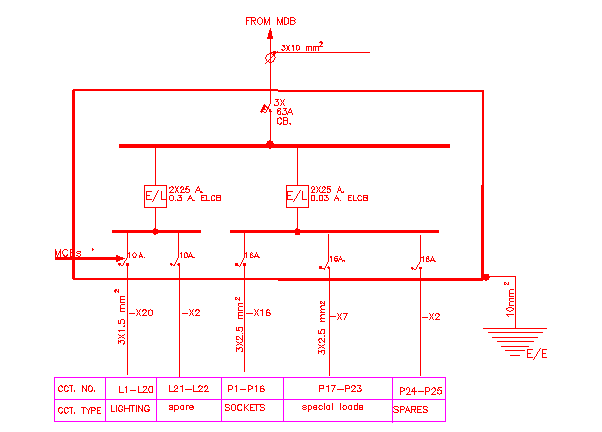 FROM MDB
3X10 mm²
3X
63A
CB.
E/L
2X25 A.
0.3 A. ELCB
E/L
2X25 A.
0.03 A. ELCB
MCBs
10A.
10A.
16A.
16A.
16A.
3X1.5 mm²
-X20
-X2
3X2.5 mm²
-X16
3X2.5 mm²
-X7
-X2
10mm²
E/E
CCT. NO. L1-L20 L21-L22 P1-P16 P17-P23 P24-P25
CCT. TYPE LIGHTING spare SOCKETS special loads SPARES